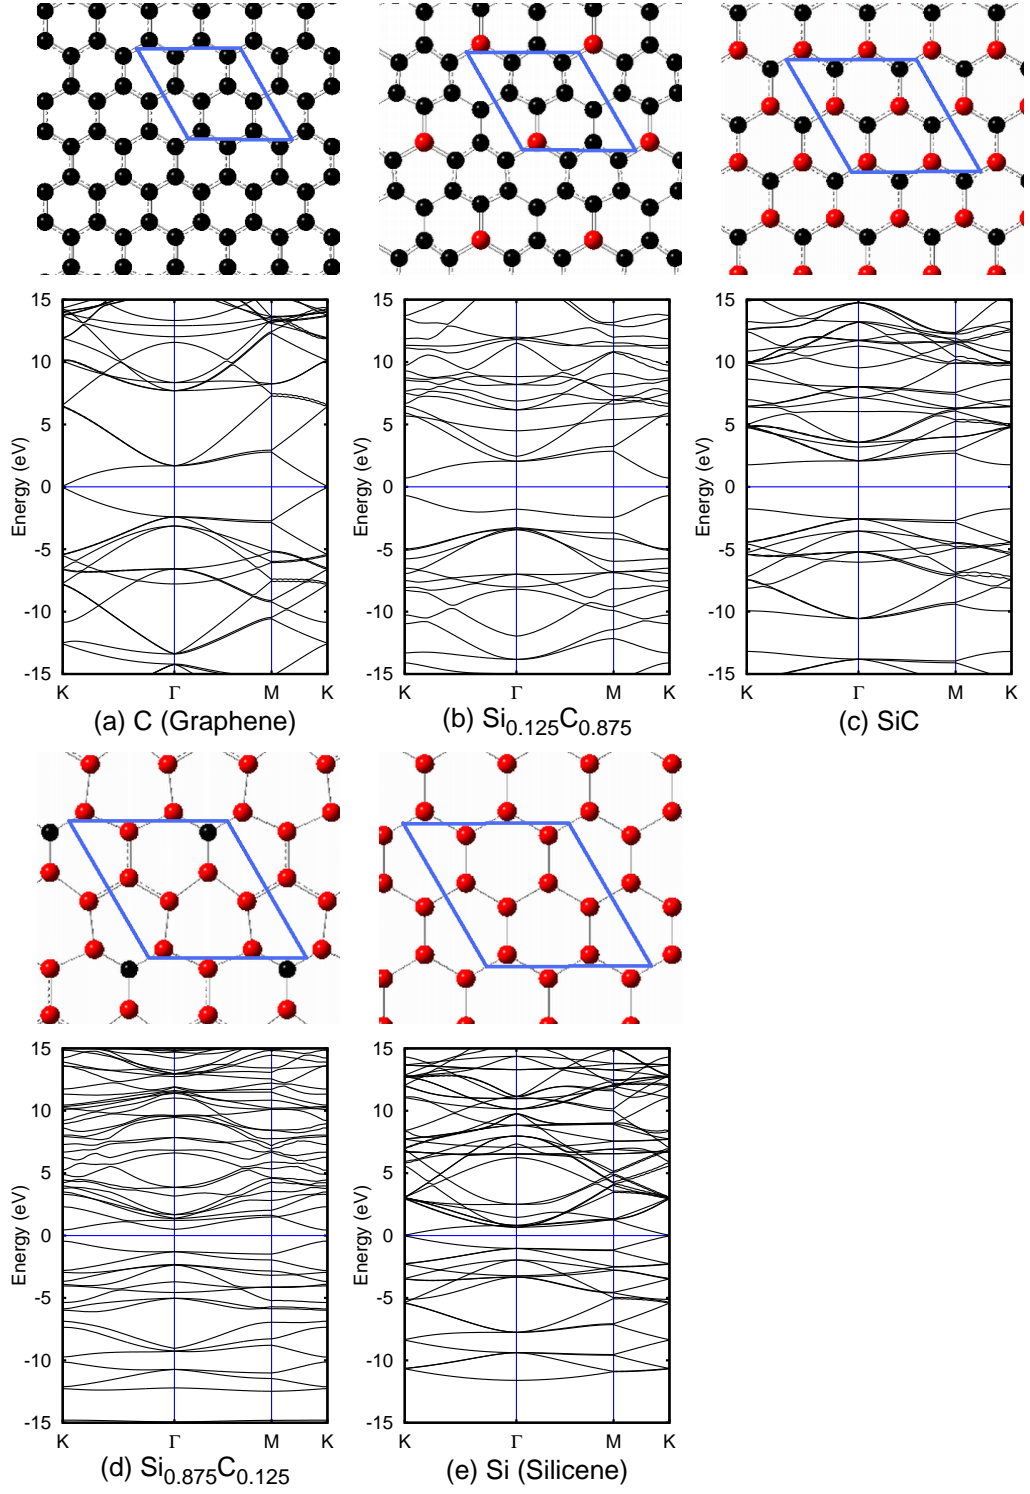 15
10
5
0
-5
-10
-15
Energy (eV)
K Γ M K
(a) C (Graphene)
15
10
5
0
-5
-10
-15
Energy (eV)
K Γ M K
(b) Si0.125C0.875
15
10
5
0
-5
-10
-15
Energy (eV)
K Γ M K
(c) SiC
15
10
5
0
-5
-10
-15
Energy (eV)
K Γ M K
(d) Si0.875C0.125
15
10
5
0
-5
-10
-15
Energy (eV)
K Γ M K
(e) Si (Silicene)